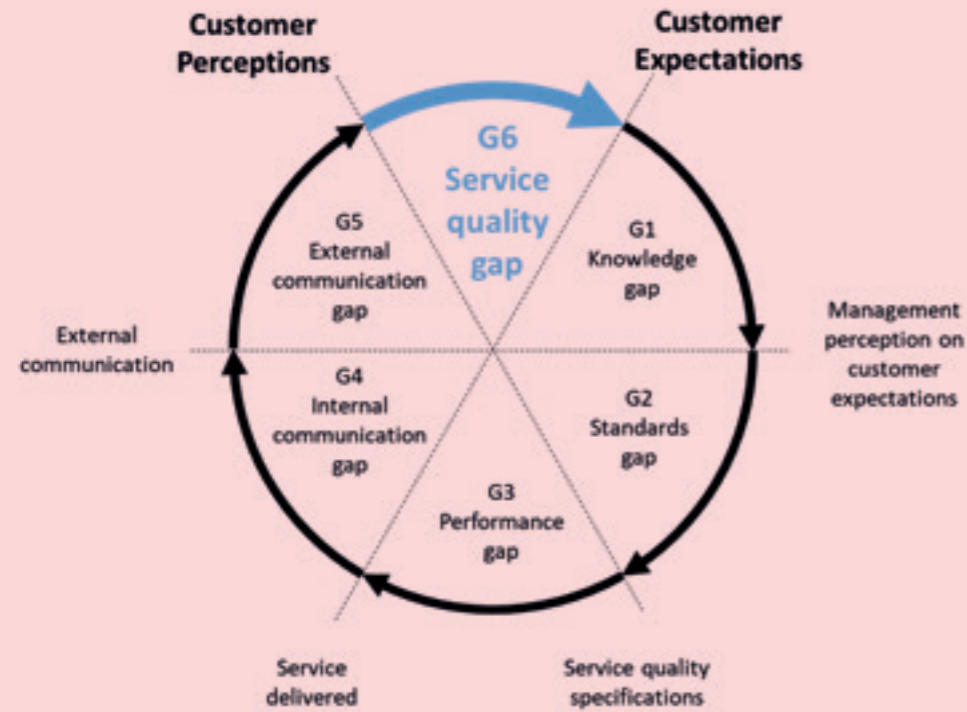 Customer
Perceptions
Customer
Expectations
G6
Service
quality
gap
G5
External
communication
gap
G1
Knowledge
gap
External
communication
Management
perception on
customer
expectations
G4
Internal
communication
gap
G2
Standards
gap
G3
Performance
gap
Service
delivered
Service quality
specifications